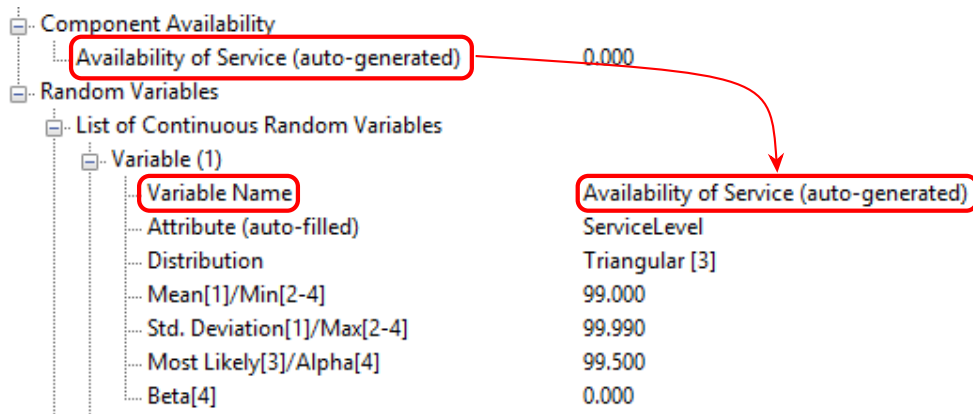 Component Availability
Availability of Service (auto-generated) 0.000
Random Variables
List of Continuous Random Variables
Variable (1)
Variable Name Availability of Service (auto-generated)
Attribute (auto-filled) ServiceLevel
Distribution Triangular [3]
Mean[1]/Min[2-4] 99.000
Std. Deviation[1]/Max[2-4] 99.990
Most Likely[3]/Alpha[4] 99.500
Beta[4] 0.000